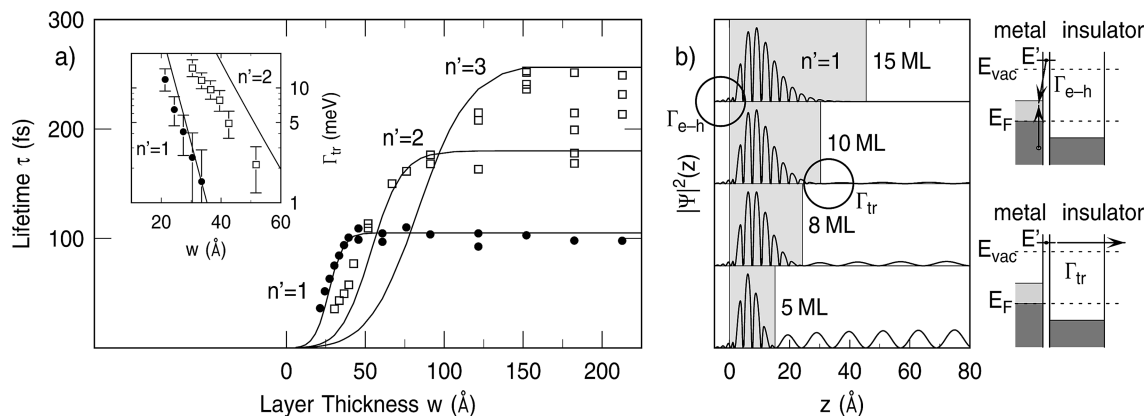 a)
Lifetime τ (fs)
300
200
100
n'=3
n'=2
n'=1
n'=2
n'=1
10
5
1
Γtr (meV)
20 40 60
w (Å)
0 50 100 150 200
Layer Thickness w (Å)
b)
|Ψ|²(z)
n'=1
15 ML
Γe–h
10 ML
Γtr
8 ML
5 ML
0 20 40 60 80
z (Å)
metal insulator
E'
Evac
Γe–h
EF
metal insulator
E'
Evac
Γtr
EF